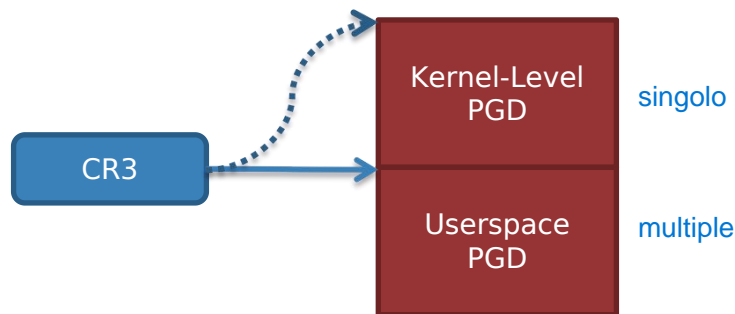 Kernel-Level
PGD
singolo
CR3
Userspace
PGD
multiple